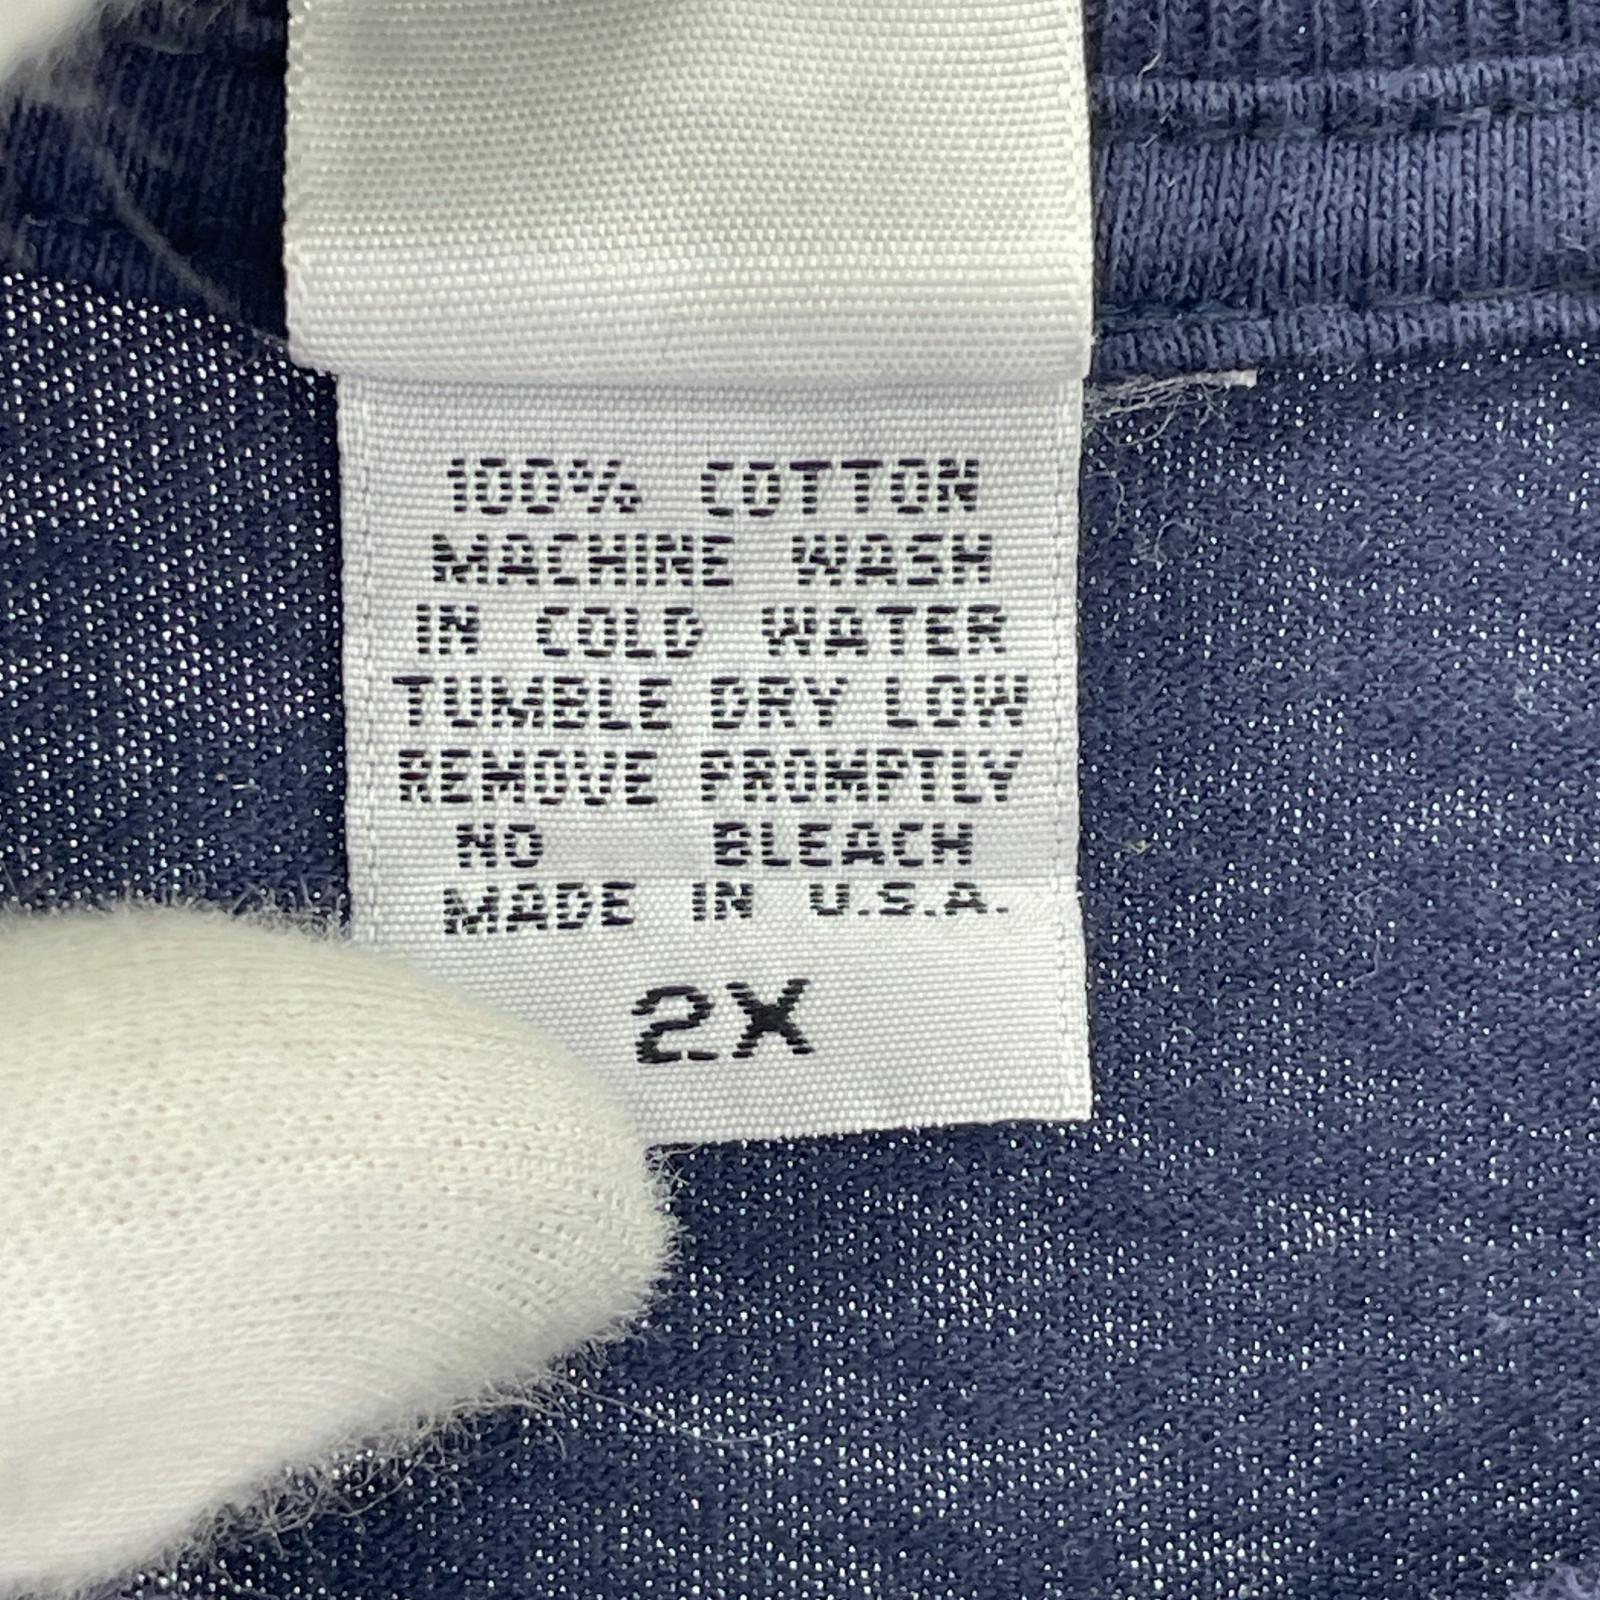 100% COTTON
MACHINE WASH
IN COLD WATER
TUMBLE DRY LOW
REMOVE PROMPTLY
NO BLEACH
MADE IN U.S.A.
2X